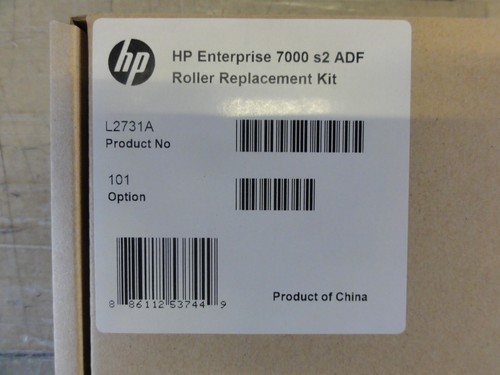 hp
HP Enterprise 7000 s2 ADF
Roller Replacement Kit
L2731A
Product No
101
Option
8 86112 53744 9
Product of China